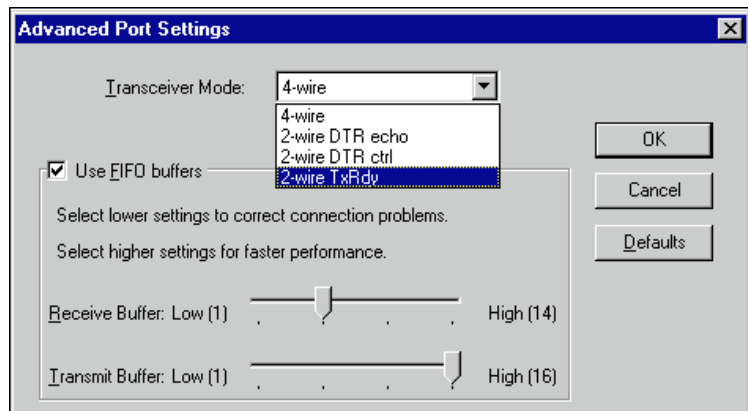 Advanced Port Settings
Transceiver Mode: 4-wire
4-wire
2-wire DTR echo
2-wire DTR ctrl
2-wire TxRdy
OK
Cancel
Defaults
Use FIFO buffers
Select lower settings to correct connection problems.
Select higher settings for faster performance.
Receive Buffer: Low (1) High (14)
Transmit Buffer: Low (1) High (16)